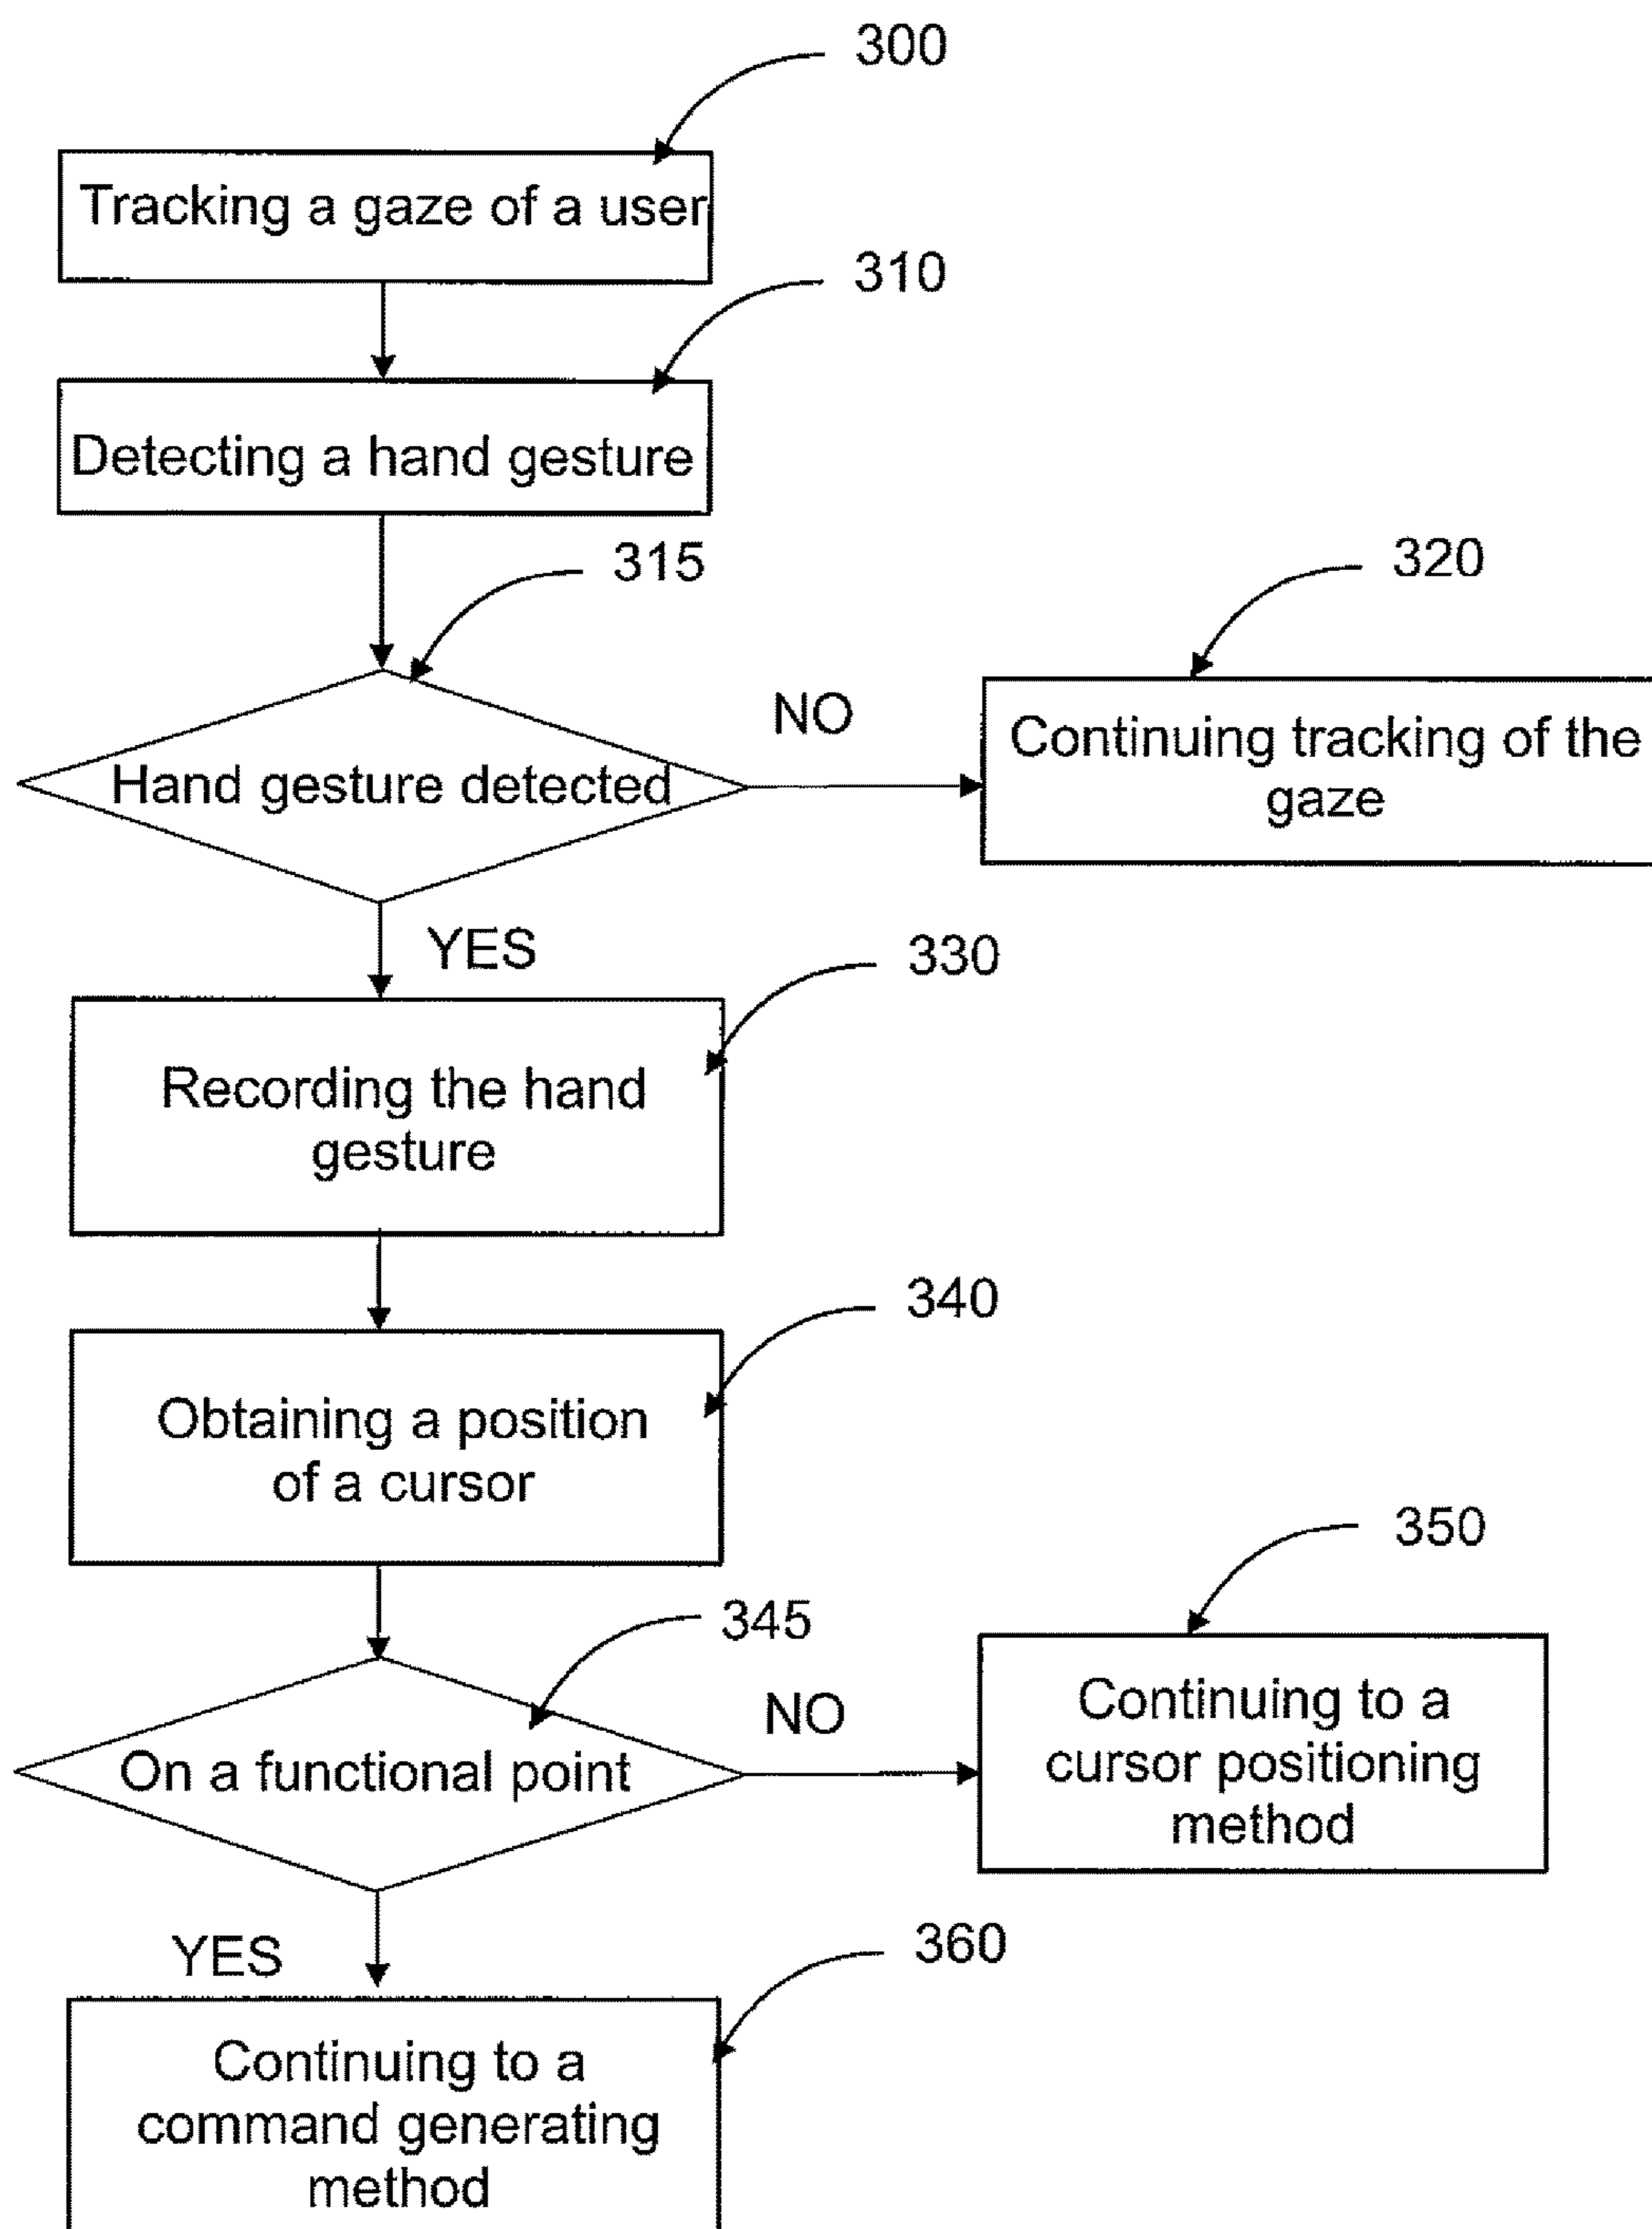 300
Tracking a gaze of a user
310
Detecting a hand gesture
315
320
Hand gesture detected
NO
Continuing tracking of the
gaze
YES
330
Recording the hand
gesture
340
Obtaining a position
of a cursor
345
350
On a functional point
NO
Continuing to a
cursor positioning
method
YES
360
Continuing to a
command generating
method